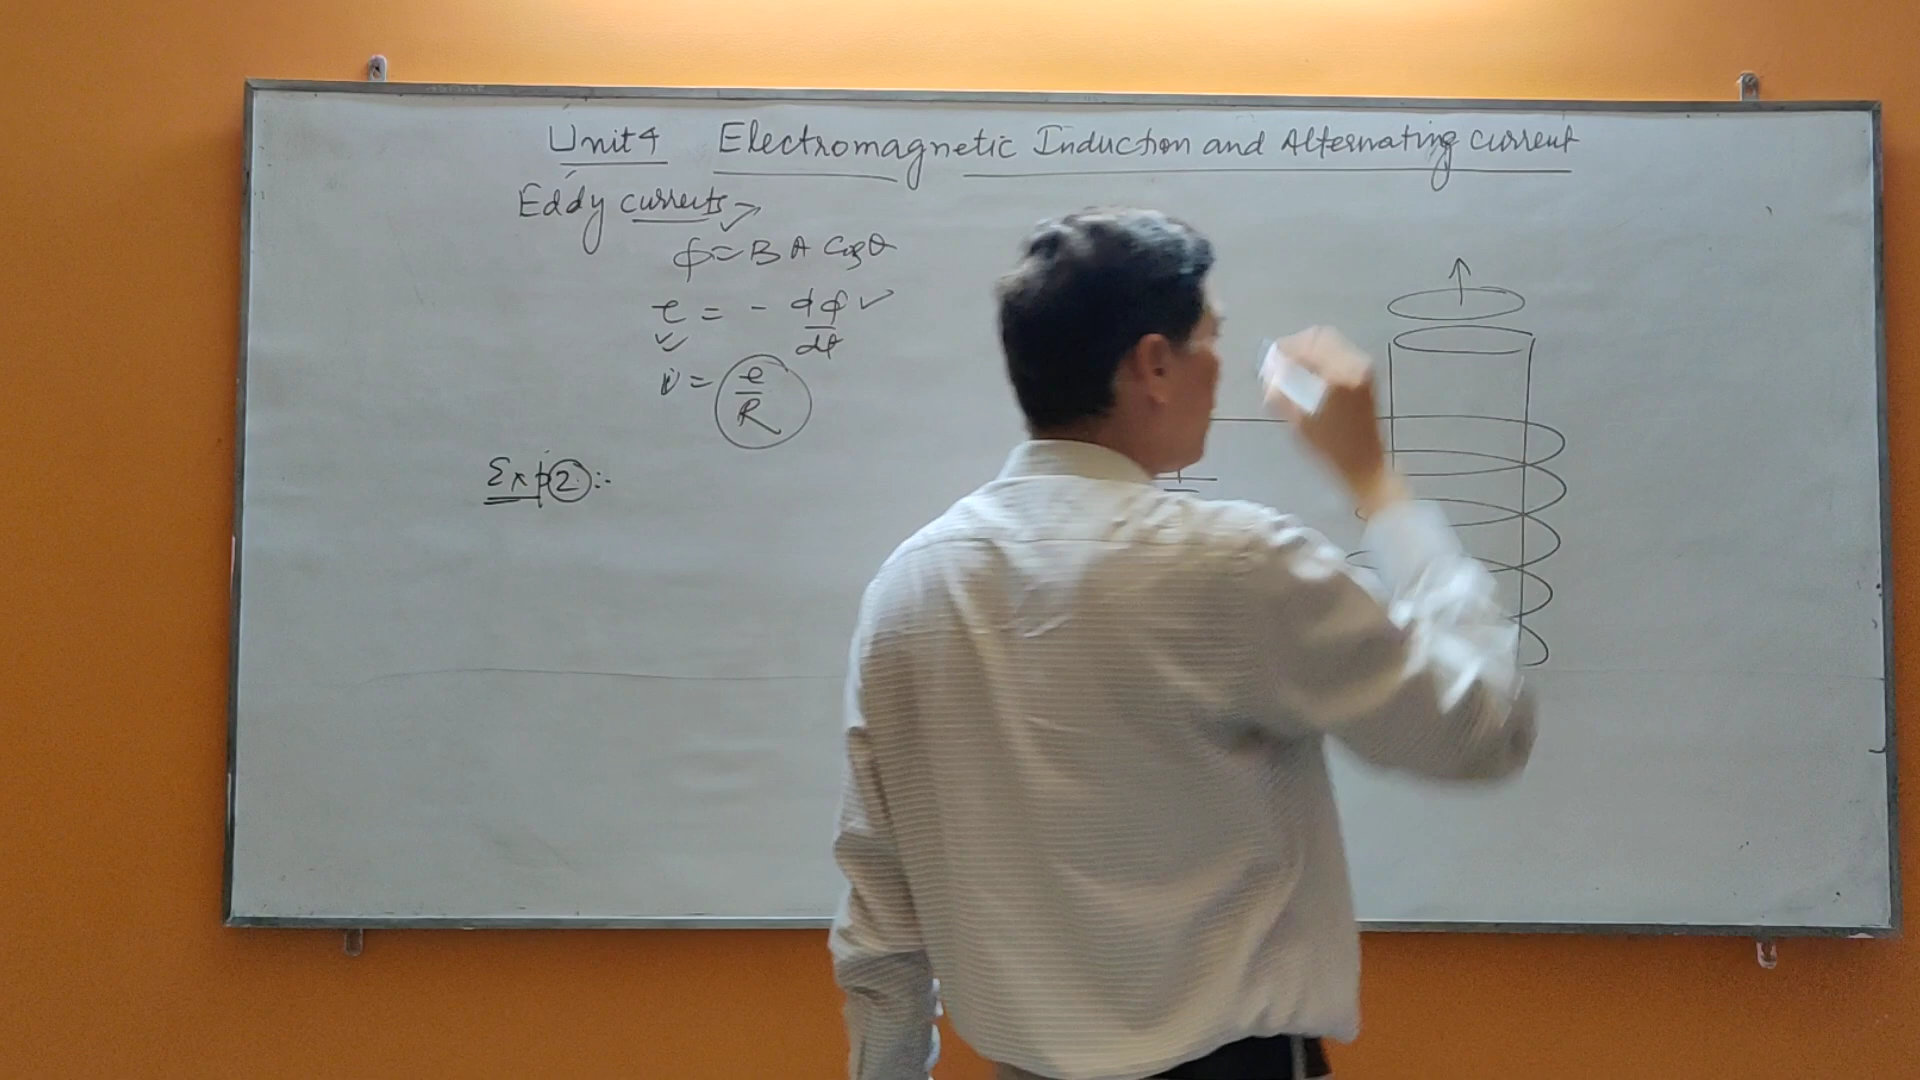 Unit 4 Electromagnetic Induction and Alternating current
Eddy currents
ϕ = B A Cosθ
e = - dϕ/dt
i = e/R
Exp 2 :-